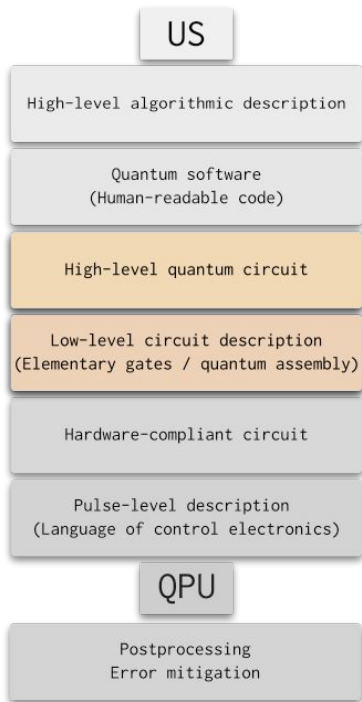 US
High-level algorithmic description
Quantum software
(Human-readable code)
High-level quantum circuit
Low-level circuit description
(Elementary gates / quantum assembly)
Hardware-compliant circuit
Pulse-level description
(Language of control electronics)
QPU
Postprocessing
Error mitigation